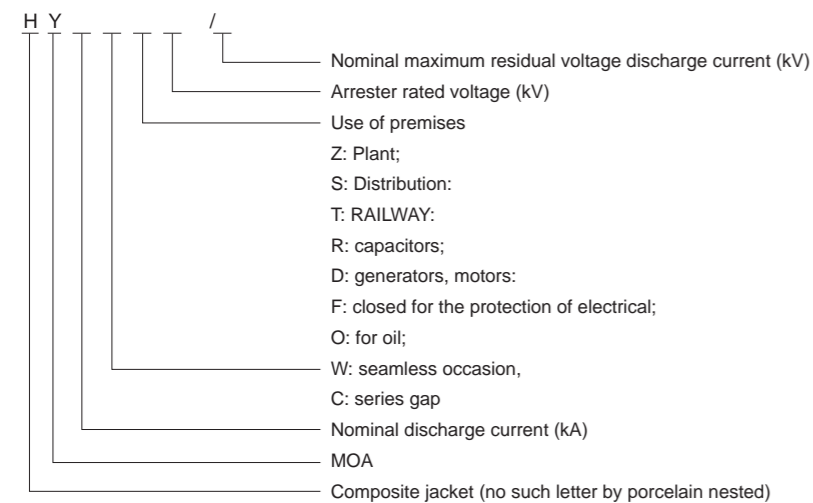 H Y /
Nominal maximum residual voltage discharge current (kV)
Arrester rated voltage (kV)
Use of premises
Z: Plant;
S: Distribution:
T: RAILWAY:
R: capacitors;
D: generators, motors:
F: closed for the protection of electrical;
O: for oil;
W: seamless occasion,
C: series gap
Nominal discharge current (kA)
MOA
Composite jacket (no such letter by porcelain nested)